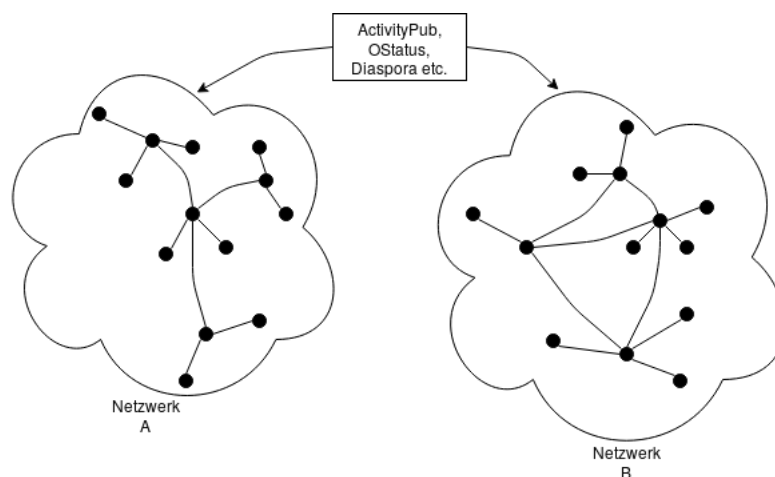 ActivityPub,
OStatus,
Diaspora etc.
Netzwerk
A
Netzwerk
B